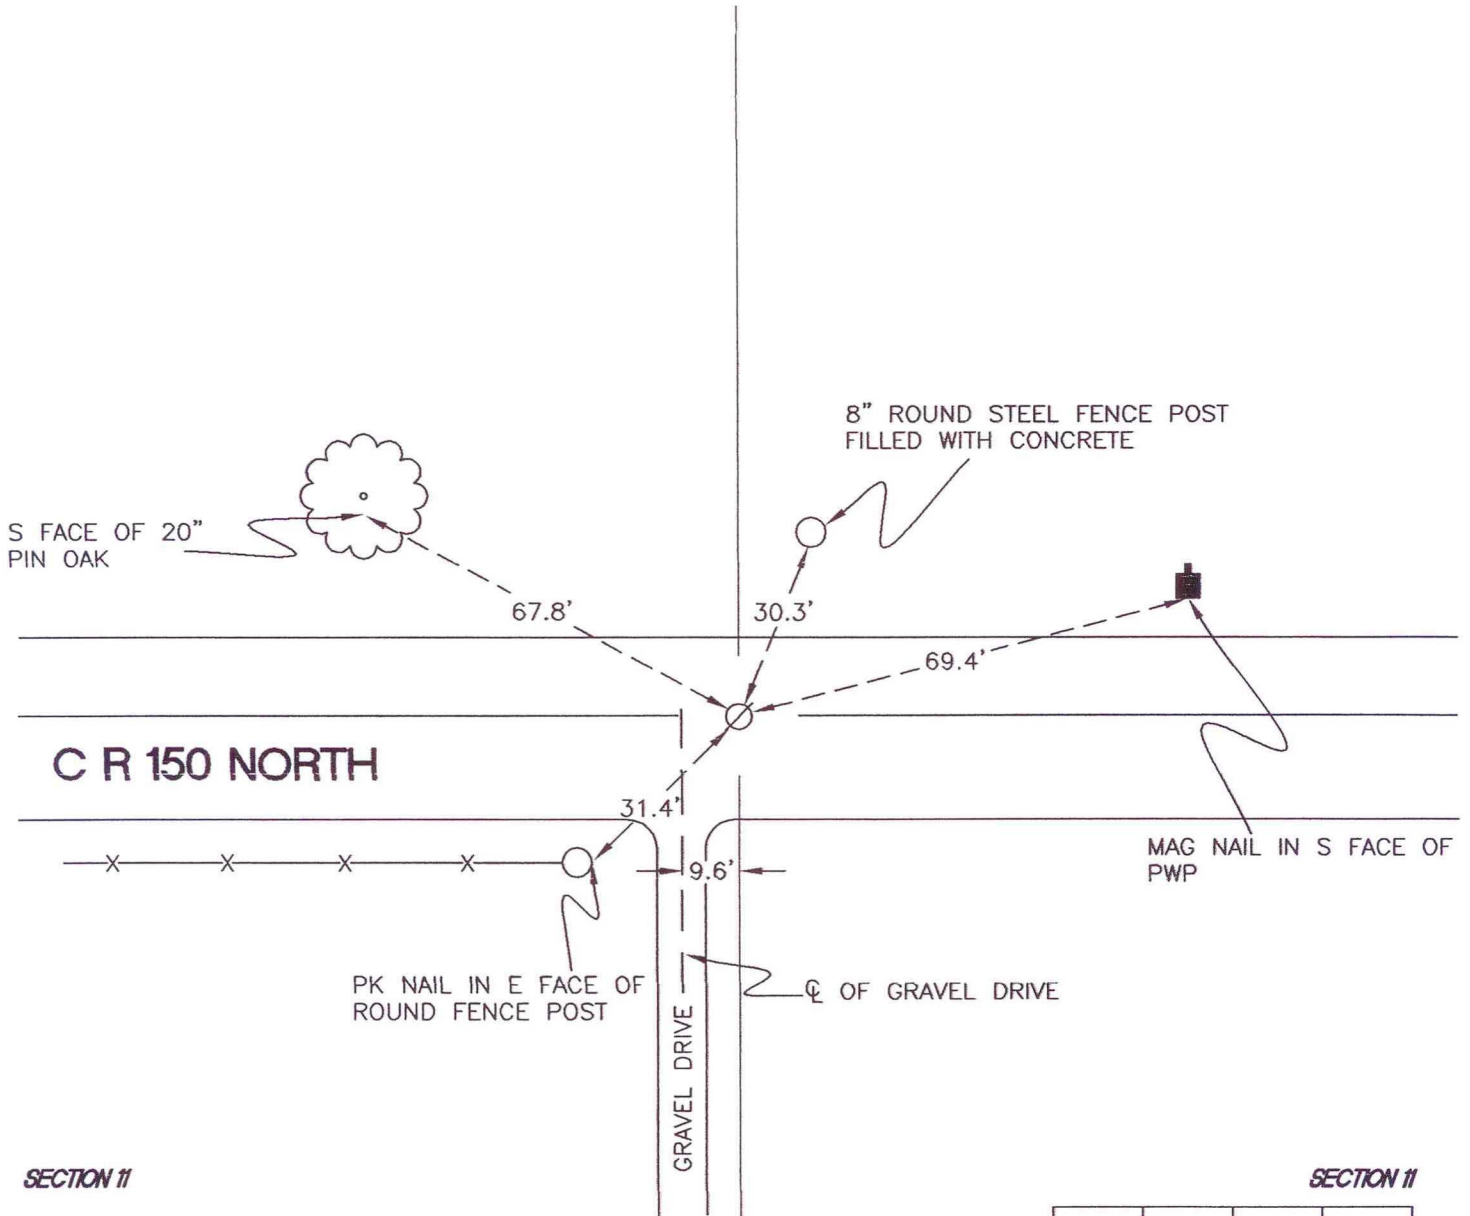 8" ROUND STEEL FENCE POST
FILLED WITH CONCRETE
S FACE OF 20"
PIN OAK
67.8'
30.3'
69.4'
C R 150 NORTH
31.4'
MAG NAIL IN S FACE OF
PWP
9.6'
PK NAIL IN E FACE OF
ROUND FENCE POST
℄ OF GRAVEL DRIVE
GRAVEL DRIVE
SECTION 11
SECTION 11